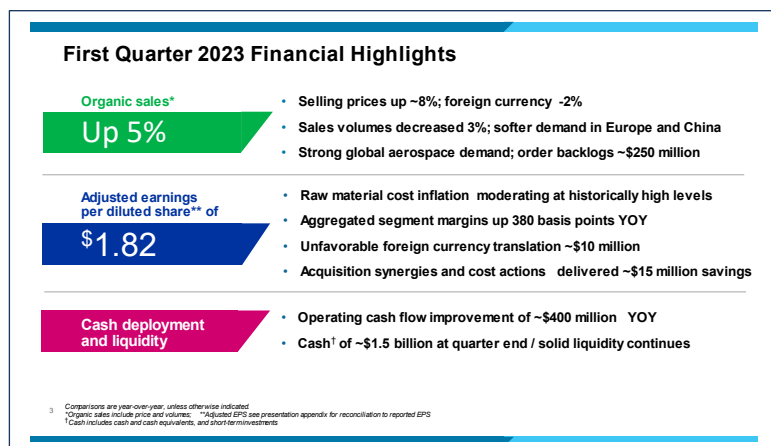 First Quarter 2023 Financial Highlights
Organic sales*
Up 5%
• Selling prices up ~8%; foreign currency -2%
• Sales volumes decreased 3%; softer demand in Europe and China
• Strong global aerospace demand; order backlogs ~$250 million
Adjusted earnings
per diluted share** of
$1.82
• Raw material cost inflation moderating at historically high levels
• Aggregated segment margins up 380 basis points YOY
• Unfavorable foreign currency translation ~$10 million
• Acquisition synergies and cost actions delivered ~$15 million savings
Cash deployment
and liquidity
• Operating cash flow improvement of ~$400 million YOY
• Cash† of ~$1.5 billion at quarter end / solid liquidity continues
3
Comparisons are year-over-year, unless otherwise indicated.
*Organic sales include price and volumes; **Adjusted EPS see presentation appendix for reconciliation to reported EPS
†Cash includes cash and cash equivalents, and short-term investments